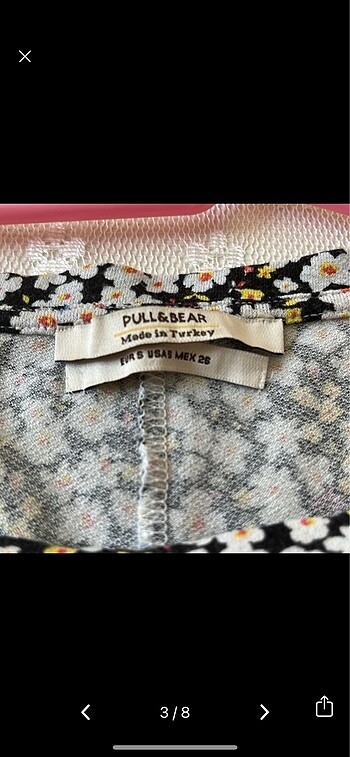 PULL&BEAR
Made in Turkey
EUR S USA S MEX 26
3/8